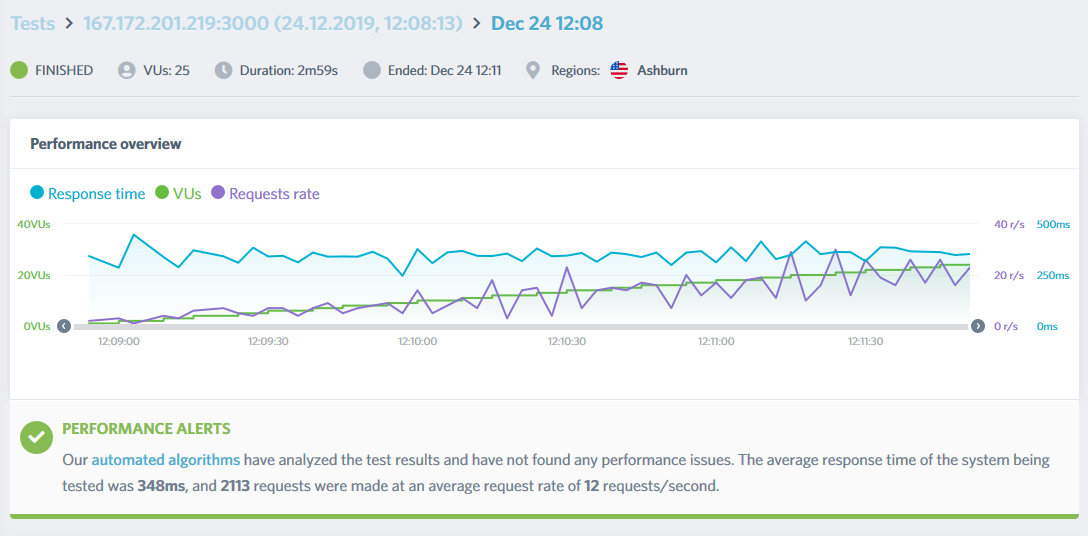 Tests > 167.172.201.219:3000 (24.12.2019, 12:08:13) > Dec 24 12:08
FINISHED VUs: 25 Duration: 2m59s Ended: Dec 24 12:11 Regions: Ashburn
Performance overview
Response time VUs Requests rate
40VUs 40 r/s 500ms
20VUs 20 r/s 250ms
0VUs 0 r/s 0ms
12:09:00 12:09:30 12:10:00 12:10:30 12:11:00 12:11:30
PERFORMANCE ALERTS
Our automated algorithms have analyzed the test results and have not found any performance issues. The average response time of the system being
tested was 348ms, and 2113 requests were made at an average request rate of 12 requests/second.